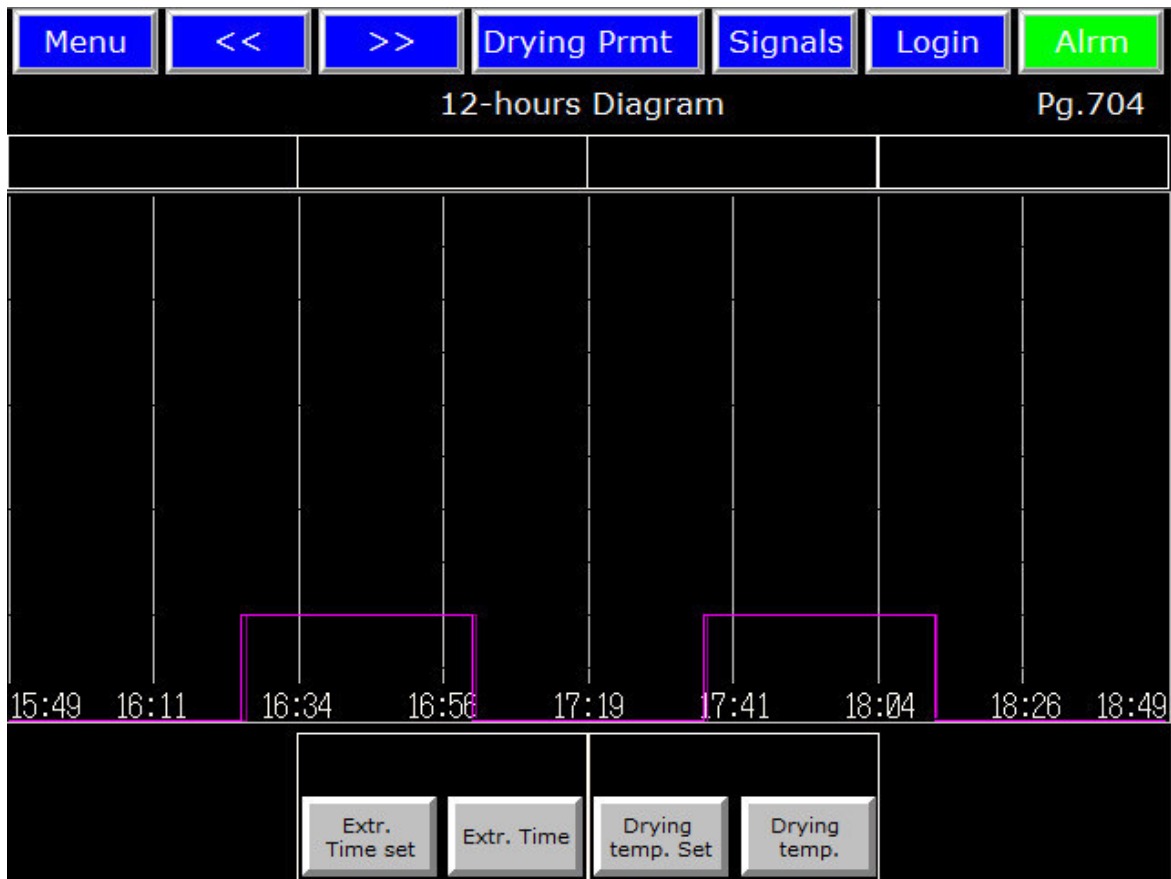 Menu << >> Drying Prmt Signals Login Alrm
12-hours Diagram Pg.704
15:49 16:11 16:34 16:56 17:19 17:41 18:04 18:26 18:49
Extr.
Time set
Extr. Time
Drying
temp. Set
Drying
temp.